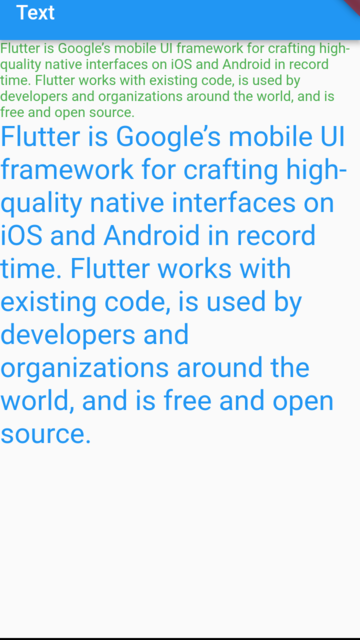 Text
Flutter is Google’s mobile UI framework for crafting high-
quality native interfaces on iOS and Android in record
time. Flutter works with existing code, is used by
developers and organizations around the world, and is
free and open source.
Flutter is Google’s mobile UI
framework for crafting high-
quality native interfaces on
iOS and Android in record
time. Flutter works with
existing code, is used by
developers and
organizations around the
world, and is free and open
source.